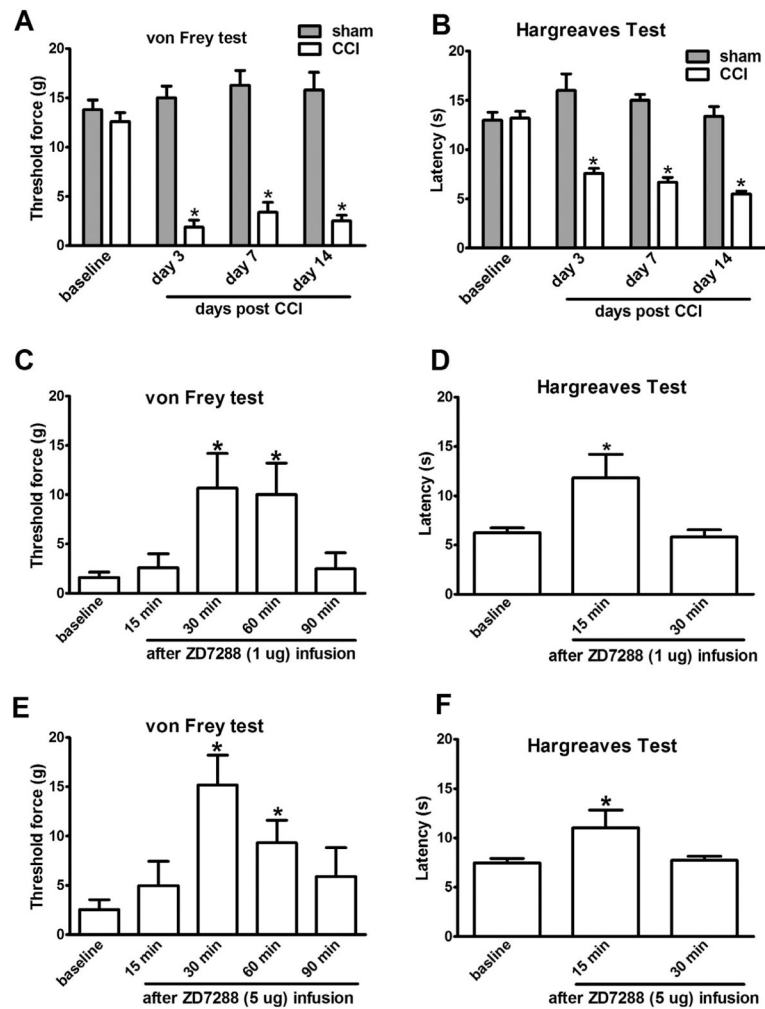 A
von Frey test
sham
CCI
Threshold force (g)
20
15
10
5
0
*
*
*
baseline
day 3
day 7
day 14
days post CCI
B
Hargreaves Test
sham
CCI
Latency (s)
20
15
10
5
0
*
*
*
baseline
day 3
day 7
day 14
days post CCI
C
von Frey test
Threshold force (g)
20
15
10
5
0
*
*
baseline
15 min
30 min
60 min
90 min
after ZD7288 (1 ug) infusion
D
Hargreaves Test
Latency (s)
20
15
10
5
0
*
basline
15 min
30 min
after ZD7288 (1 ug) infusion
E
von Frey test
Threshold force (g)
20
15
10
5
0
*
*
baseline
15 min
30 min
60 min
90 min
after ZD7288 (5 ug) infusion
F
Hargreaves Test
Latency (s)
20
15
10
5
0
*
basline
15 min
30 min
after ZD7288 (5 ug) infusion